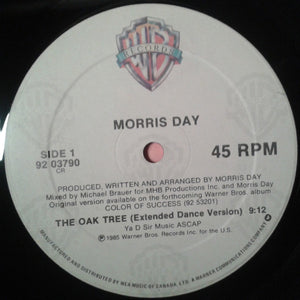 WB
RECORDS
MORRIS DAY
SIDE 1
92 03790
CR
45 RPM
PRODUCED, WRITTEN AND ARRANGED BY MORRIS DAY
Mixed by Michael Brauer for MHB Productions Inc. and Morris Day
Original version available on the forthcoming Warner Bros. album
COLOR OF SUCCESS (92 53201)
THE OAK TREE (Extended Dance Version) 9:12
Ya D Sir Music ASCAP
℗ 1985 Warner Bros. Records Inc. for the U.S.
MANUFACTURED AND DISTRIBUTED BY WEA MUSIC OF CANADA, LTD. A WARNER COMMUNICATIONS COMPANY